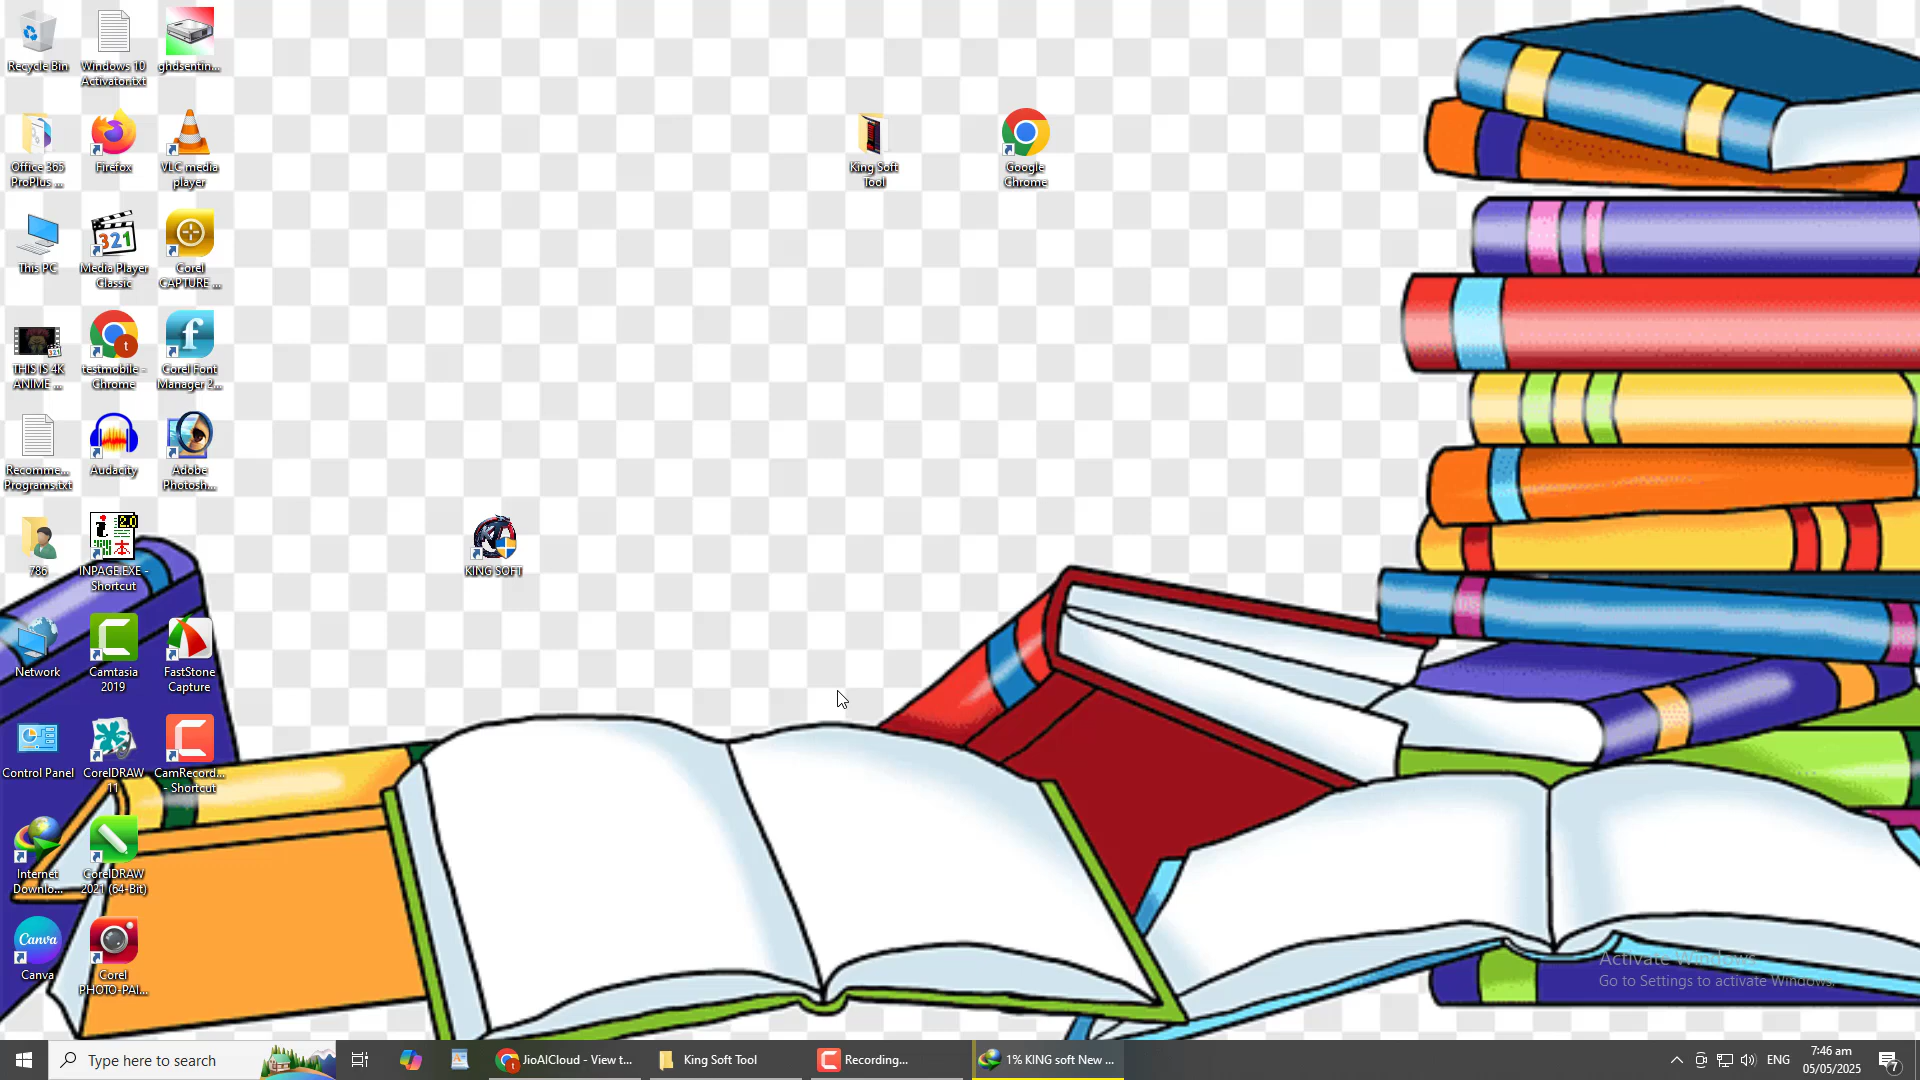 Recycle Bin
Windows 10
Activator.txt
ghdsentin...
Office 365
ProPlus ...
Firefox
VLC media
player
King Soft
Tool
Google
Chrome
This PC
Media Player
Classic
Corel
CAPTURE ...
THIS IS 4K
ANIME ...
testmobile -
Chrome
Corel Font
Manager 2...
Recomme...
Programs.txt
Audacity
Adobe
Photosh...
786
INPAGE.EXE -
Shortcut
KING SOFT
Network
Camtasia
2019
FastStone
Capture
Control Panel
CorelDRAW
11
CamRecord...
- Shortcut
Internet
Downlo...
CorelDRAW
2021 (64-Bit)
Canva
Canva
Corel
PHOTO-PAI...
Activate Windows
Go to Settings to activate Windows.
Type here to search
JioAICloud - View t...
King Soft Tool
Recording...
1% KING soft New ...
ENG
7:46 am
05/05/2025
7